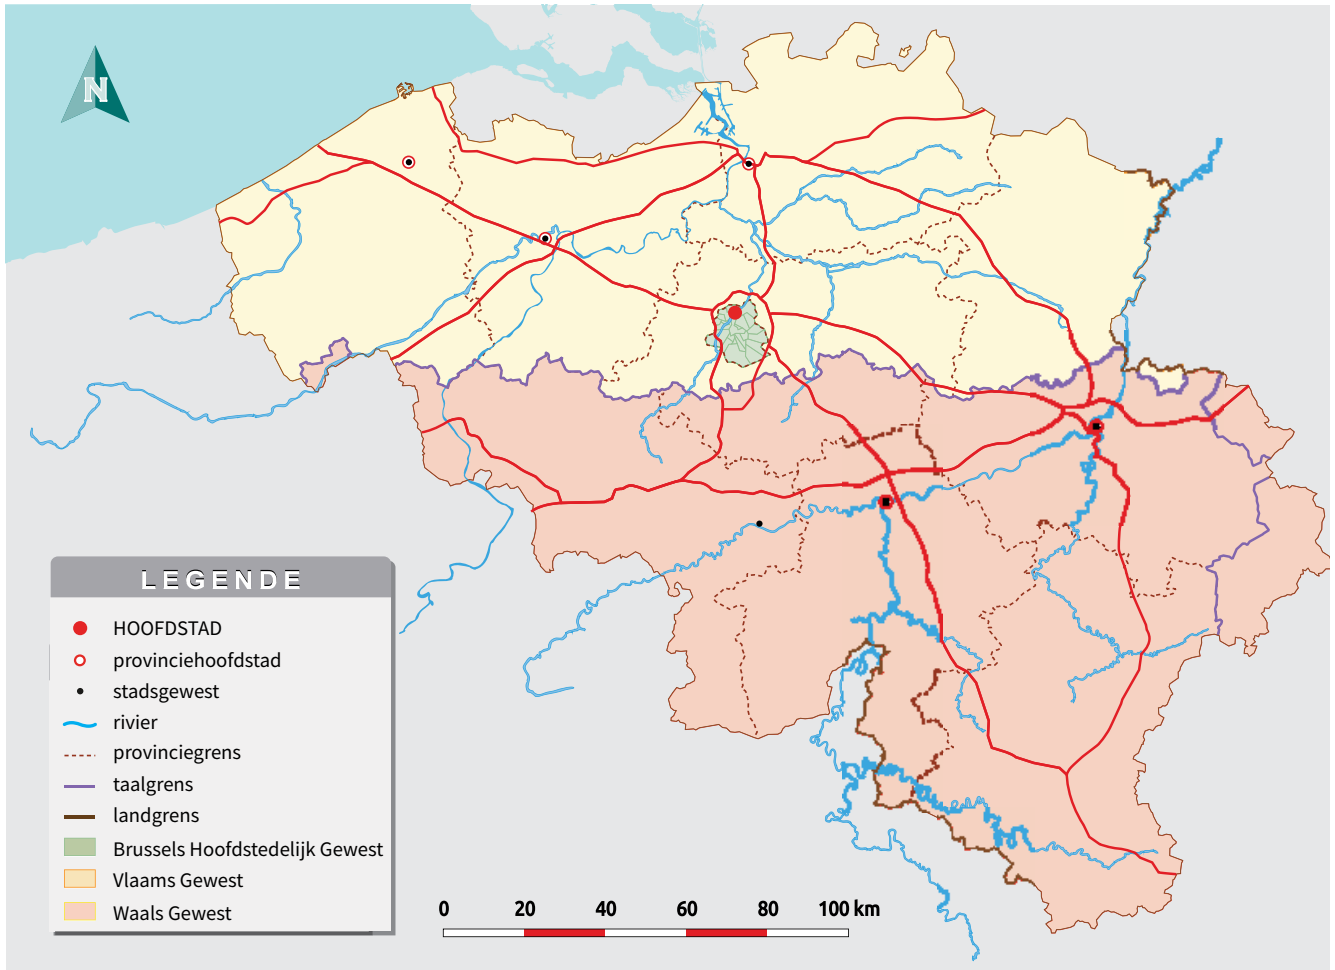 N
LEGENDE
HOOFDSTAD
provinciehoofdstad
stadsgewest
rivier
provinciegrens
taalgrens
landgrens
Brussels Hoofdstedelijk Gewest
Vlaams Gewest
Waals Gewest
0 20 40 60 80 100 km